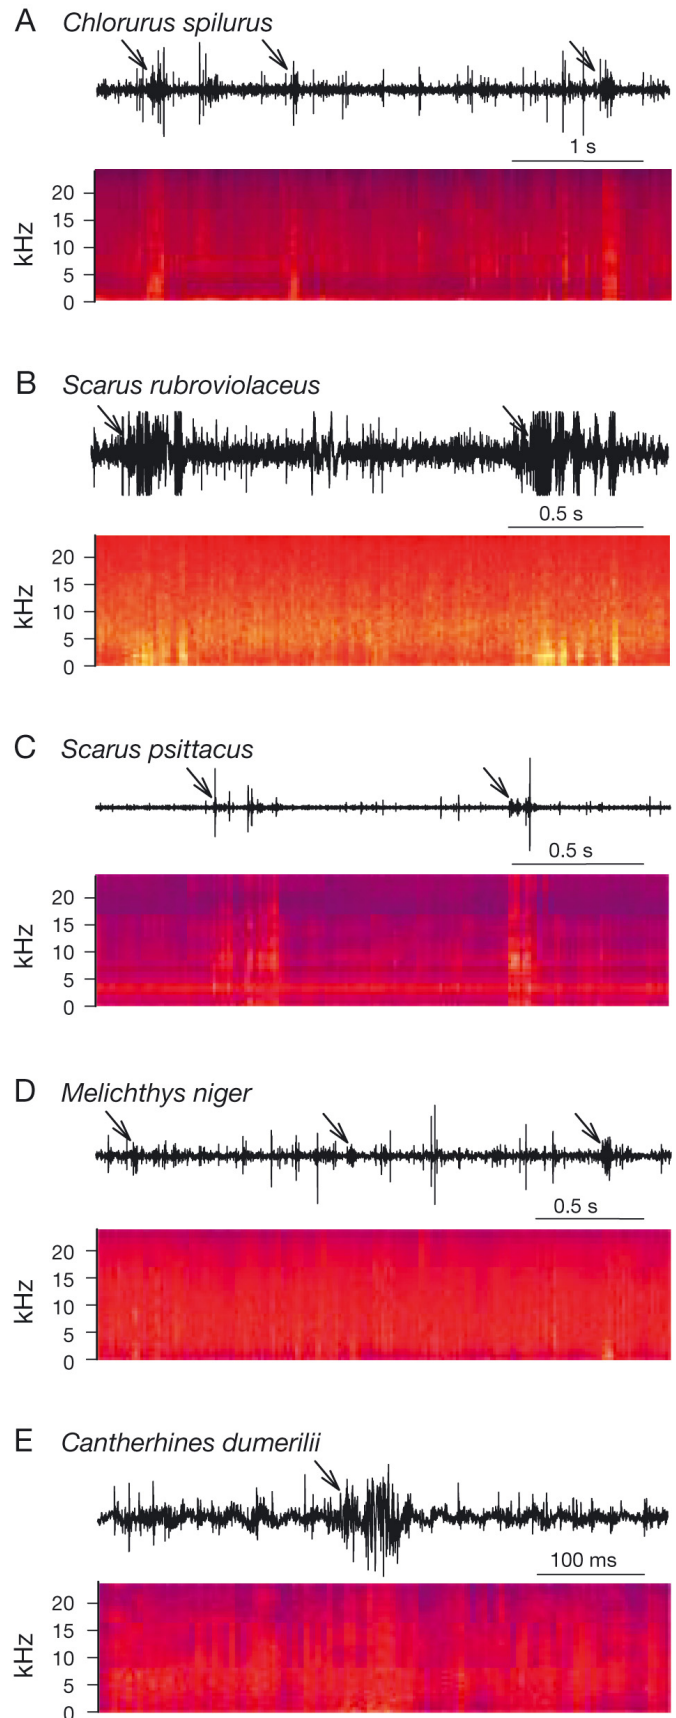 A Chlorurus spilurus
1 s
kHz
20
15
10
5
0
B Scarus rubroviolaceus
0.5 s
kHz
20
15
10
5
0
C Scarus psittacus
0.5 s
kHz
20
15
10
5
0
D Melichthys niger
0.5 s
kHz
20
15
10
5
0
E Cantherhines dumerilii
100 ms
kHz
20
15
10
5
0